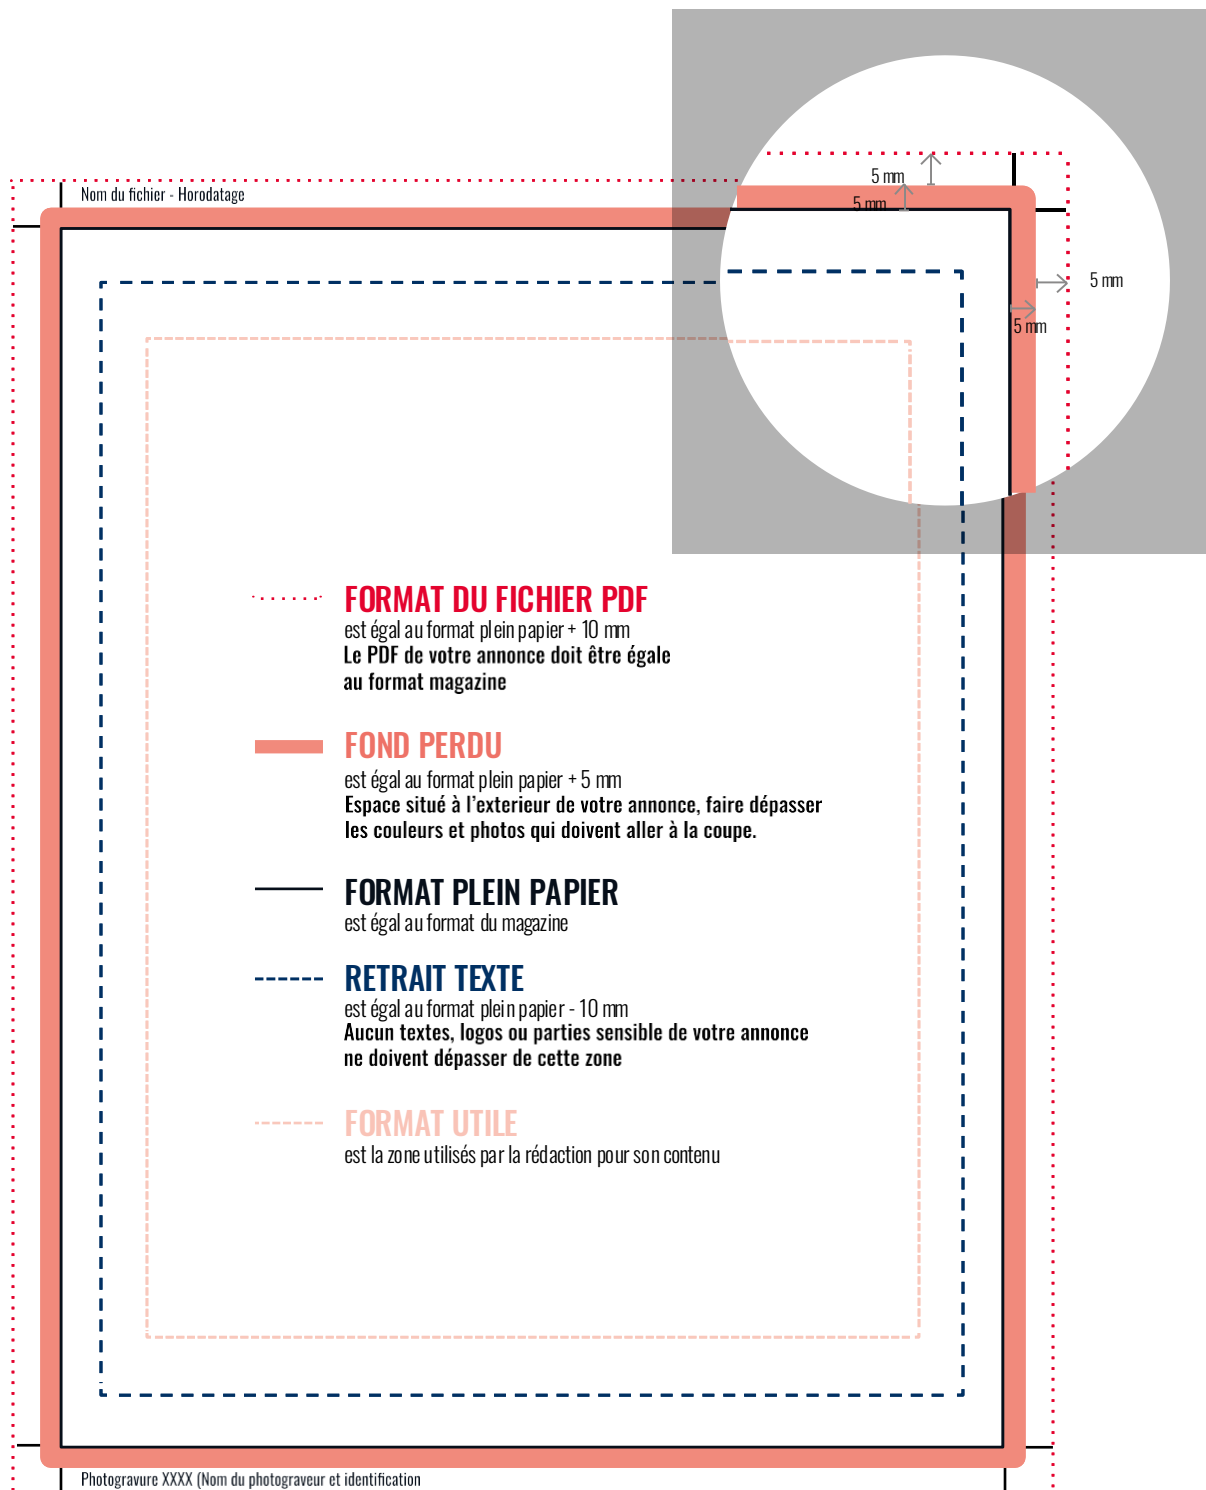 5 mm
Nom du fichier - Horodatage
5 mm
5 mm
5 mm
FORMAT DU FICHIER PDF
est égal au format plein papier + 10 mm
Le PDF de votre annonce doit être égale
au format magazine
FOND PERDU
est égal au format plein papier + 5 mm
Espace situé à l'exterieur de votre annonce, faire dépasser
les couleurs et photos qui doivent aller à la coupe.
FORMAT PLEIN PAPIER
est égal au format du magazine
RETRAIT TEXTE
est égal au format plein papier - 10 mm
Aucun textes, logos ou parties sensible de votre annonce
ne doivent dépasser de cette zone
FORMAT UTILE
est la zone utilisés par la rédaction pour son contenu
Photogravure XXXX (Nom du photograveur et identification